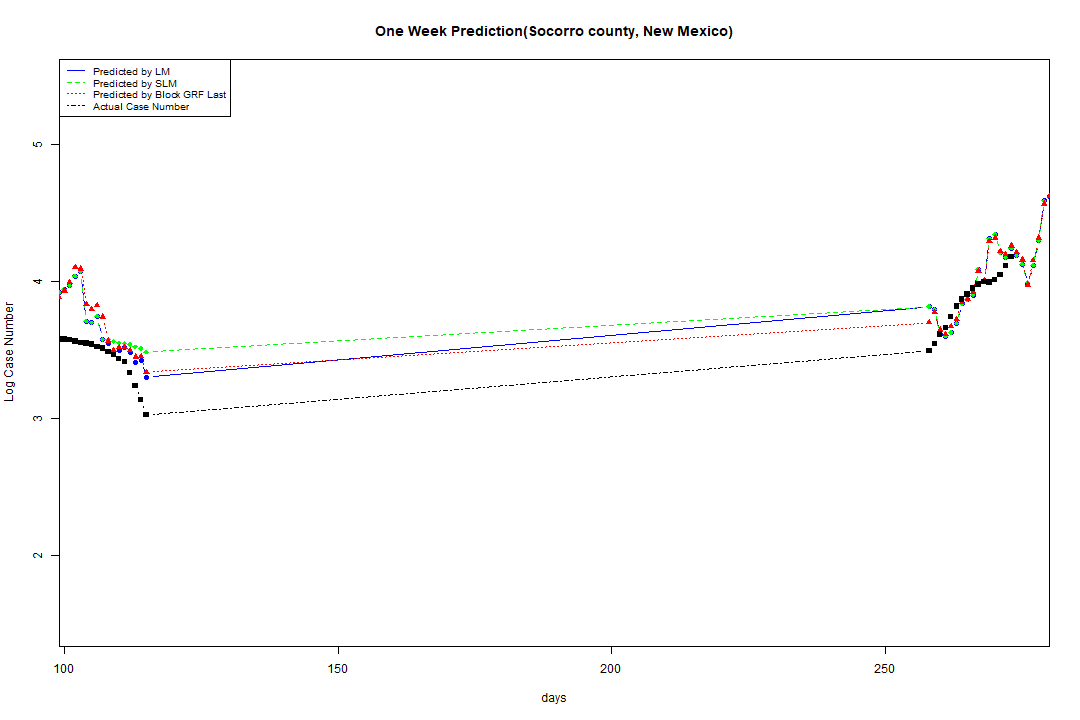 One Week Prediction(Socorro county, New Mexico)
Predicted by LM
Predicted by SLM
Predicted by Block GRF Last
Actual Case Number
5
4
3
2
Log Case Number
100 150 200 250
days